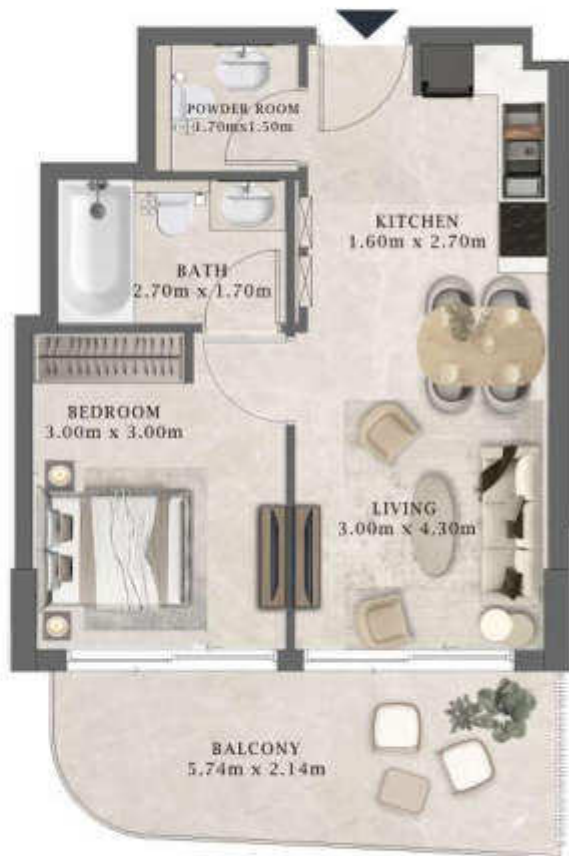 POWDER ROOM
1.70mx1.50m
KITCHEN
1.60m x 2.70m
BATH
2.70m x 1.70m
BEDROOM
3.00m x 3.00m
LIVING
3.00m x 4.30m
BALCONY
5.74m x 2.14m